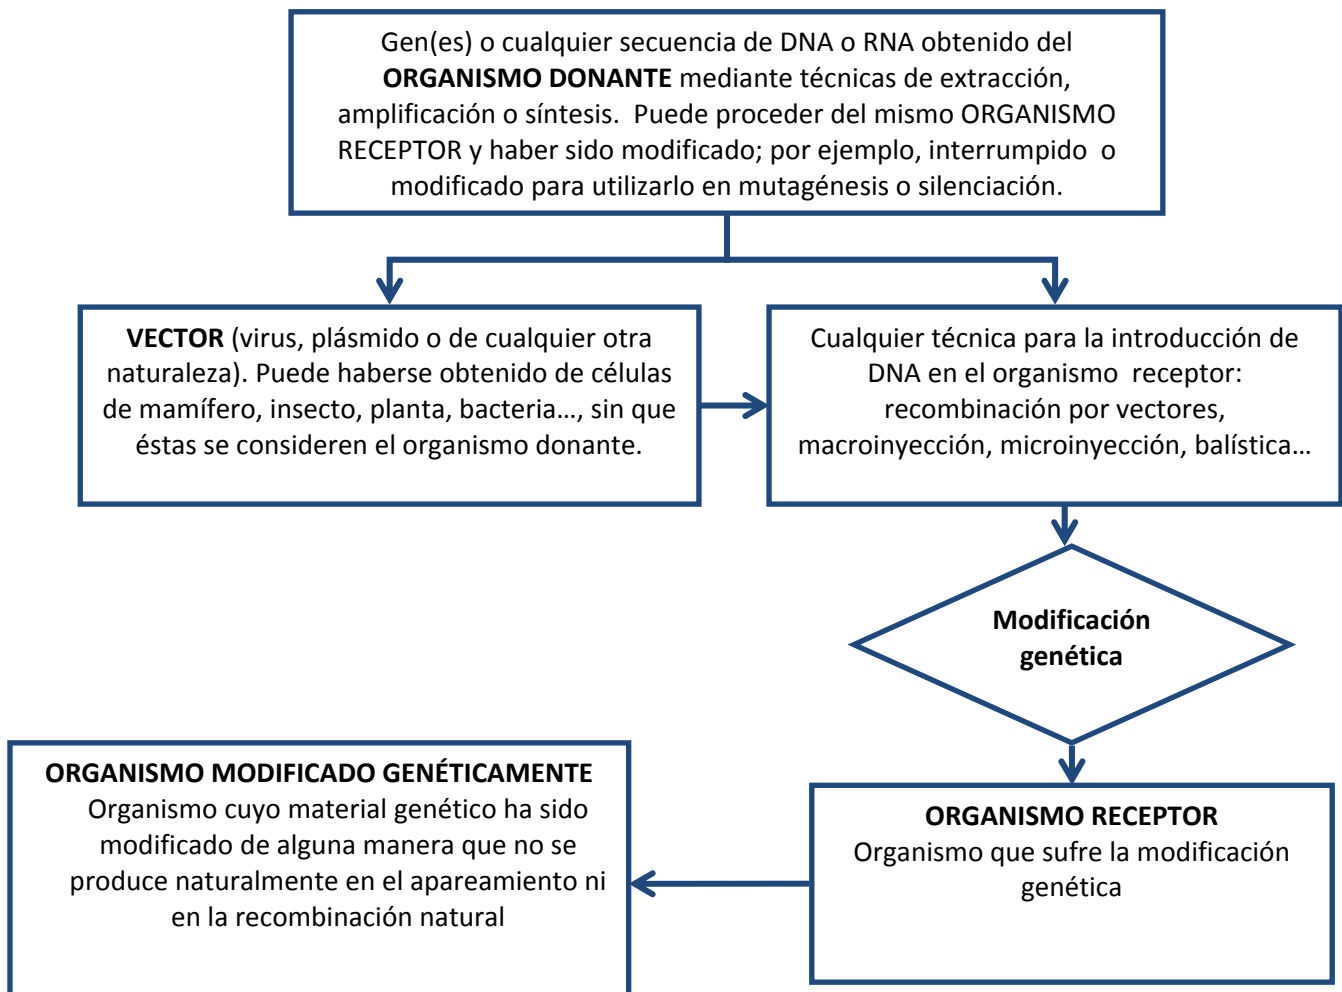 Gen(es) o cualquier secuencia de DNA o RNA obtenido del
ORGANISMO DONANTE mediante técnicas de extracción,
amplificación o síntesis. Puede proceder del mismo ORGANISMO
RECEPTOR y haber sido modificado; por ejemplo, interrumpido o
modificado para utilizarlo en mutagénesis o silenciación.
VECTOR (virus, plásmido o de cualquier otra
naturaleza). Puede haberse obtenido de células
de mamífero, insecto, planta, bacteria…, sin que
éstas se consideren el organismo donante.
Cualquier técnica para la introducción de
DNA en el organismo receptor:
recombinación por vectores,
macroinyección, microinyección, balística…
Modificación
genética
ORGANISMO RECEPTOR
Organismo que sufre la modificación
genética
ORGANISMO MODIFICADO GENÉTICAMENTE
Organismo cuyo material genético ha sido
modificado de alguna manera que no se
produce naturalmente en el apareamiento ni
en la recombinación natural